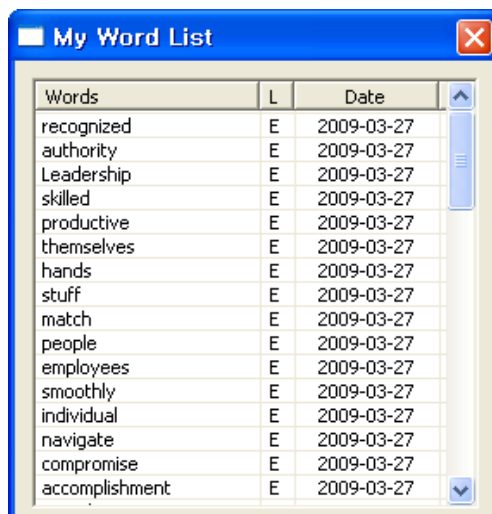 My Word List
Words L Date
recognized E 2009-03-27
authority E 2009-03-27
Leadership E 2009-03-27
skilled E 2009-03-27
productive E 2009-03-27
themselves E 2009-03-27
hands E 2009-03-27
stuff E 2009-03-27
match E 2009-03-27
people E 2009-03-27
employees E 2009-03-27
smoothly E 2009-03-27
individual E 2009-03-27
navigate E 2009-03-27
compromise E 2009-03-27
accomplishment E 2009-03-27